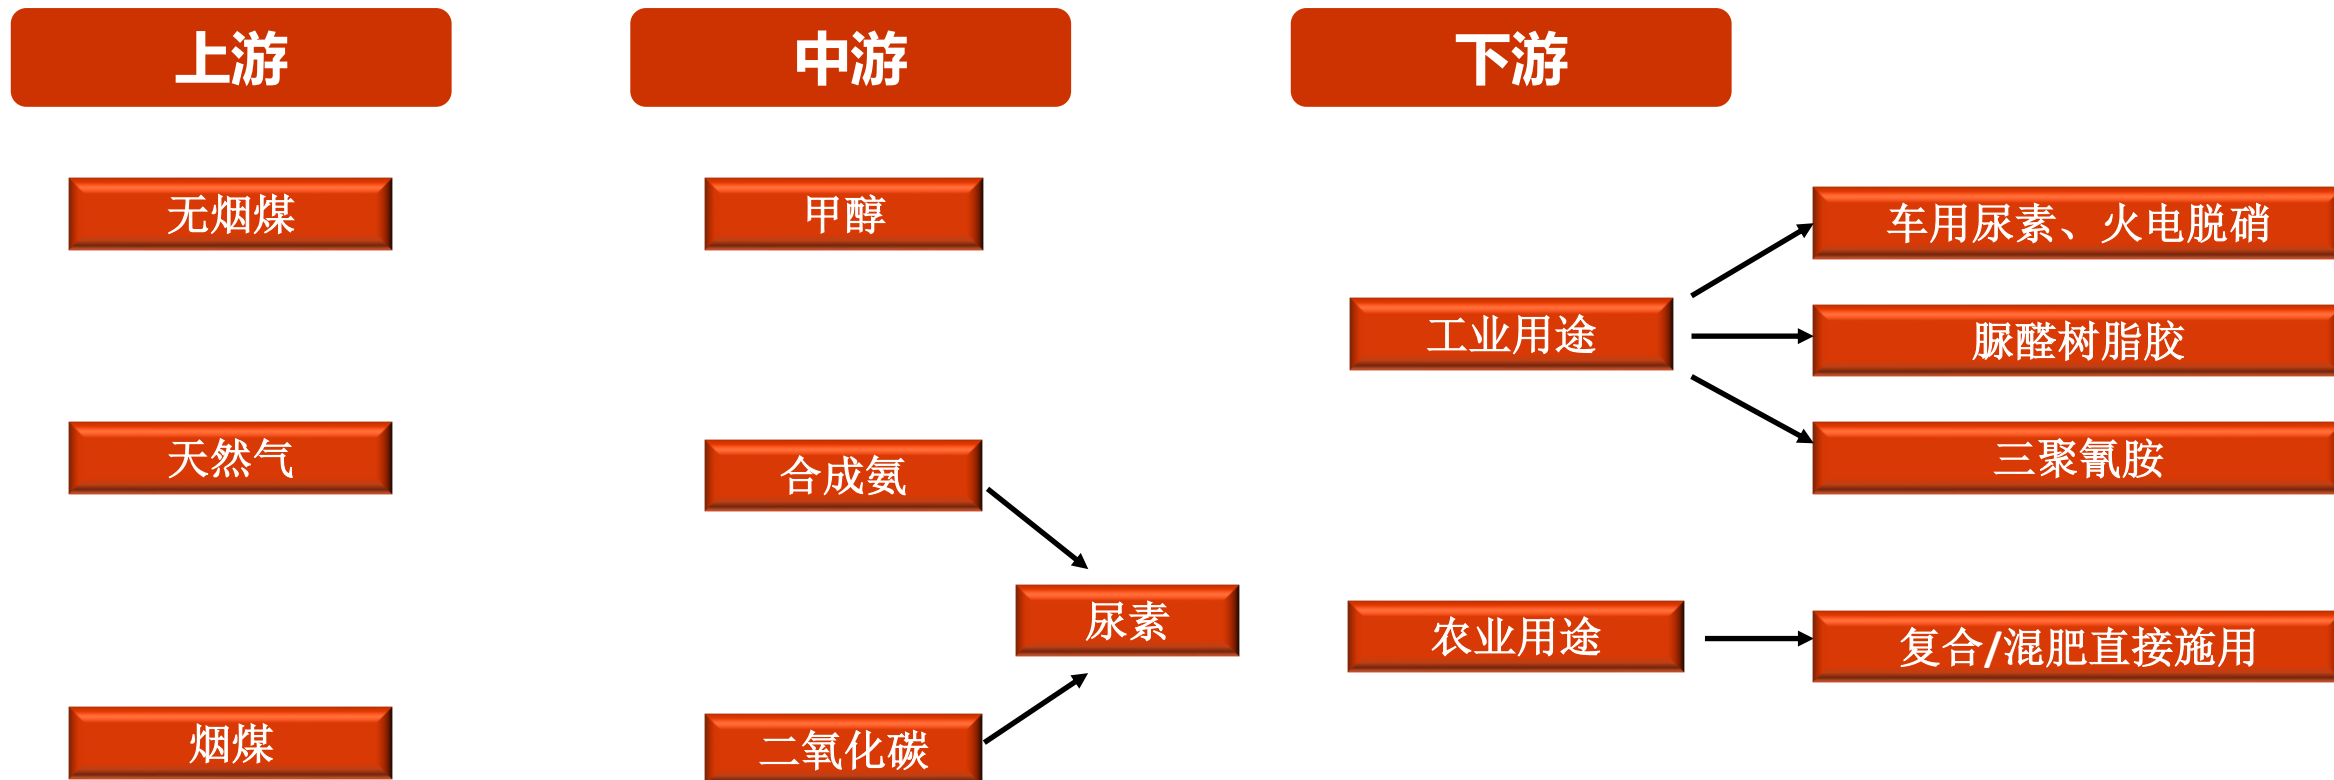 上游
中游
下游
无烟煤
天然气
烟煤
甲醇
合成氨
二氧化碳
尿素
工业用途
农业用途
车用尿素、火电脱硝
脲醛树脂胶
三聚氰胺
复合/混肥直接施用